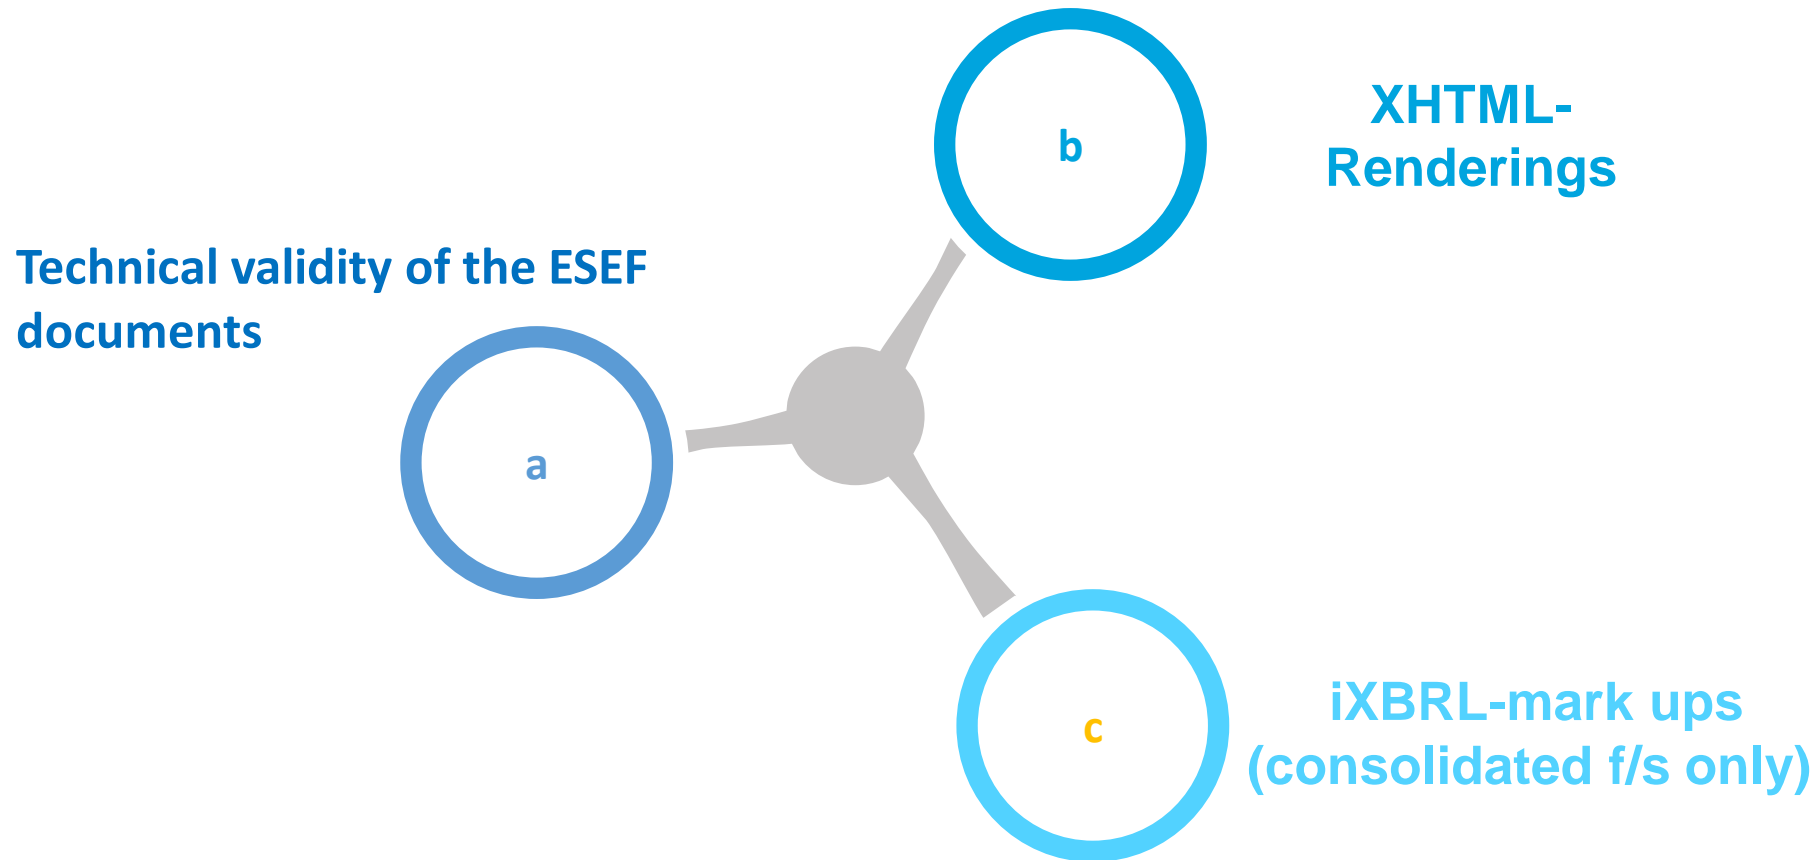 Technical validity of the ESEF
documents
a
b
XHTML-
Renderings
c
iXBRL-mark ups
(consolidated f/s only)